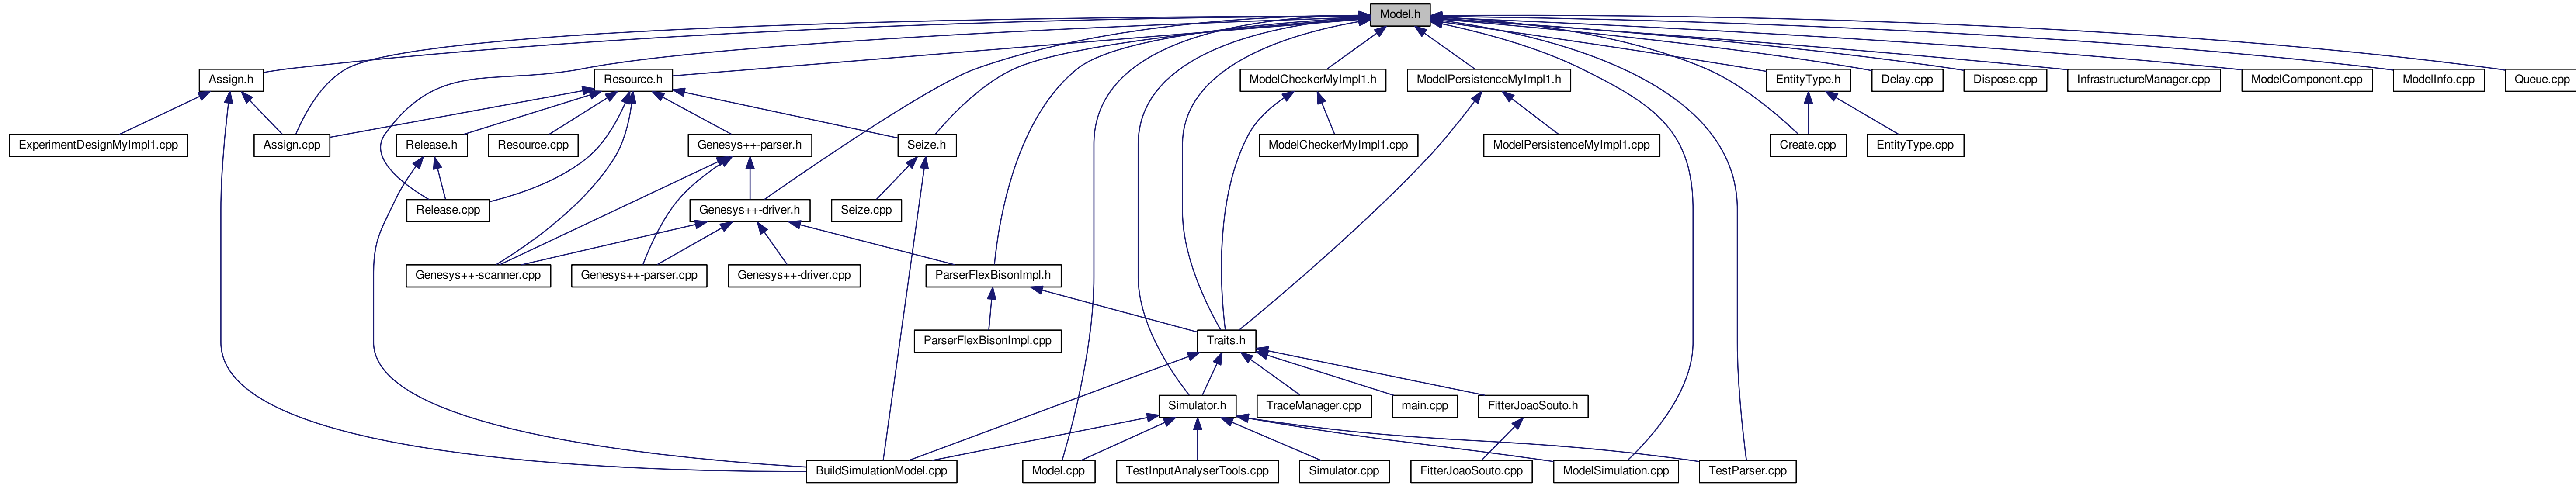 Model.h
Assign.h
Resource.h
ModelCheckerMyImpl1.h
ModelPersistenceMyImpl1.h
EntityType.h
Delay.cpp
Dispose.cpp
InfrastructureManager.cpp
ModelComponent.cpp
ModelInfo.cpp
Queue.cpp
ExperimentDesignMyImpl1.cpp
Assign.cpp
Release.h
Resource.cpp
Genesys++-parser.h
Seize.h
ModelCheckerMyImpl1.cpp
ModelPersistenceMyImpl1.cpp
Create.cpp
EntityType.cpp
Release.cpp
Genesys++-driver.h
Seize.cpp
Genesys++-scanner.cpp
Genesys++-parser.cpp
Genesys++-driver.cpp
ParserFlexBisonImpl.h
ParserFlexBisonImpl.cpp
Traits.h
Simulator.h
TraceManager.cpp
main.cpp
FitterJoaoSouto.h
BuildSimulationModel.cpp
Model.cpp
TestInputAnalyserTools.cpp
Simulator.cpp
FitterJoaoSouto.cpp
ModelSimulation.cpp
TestParser.cpp